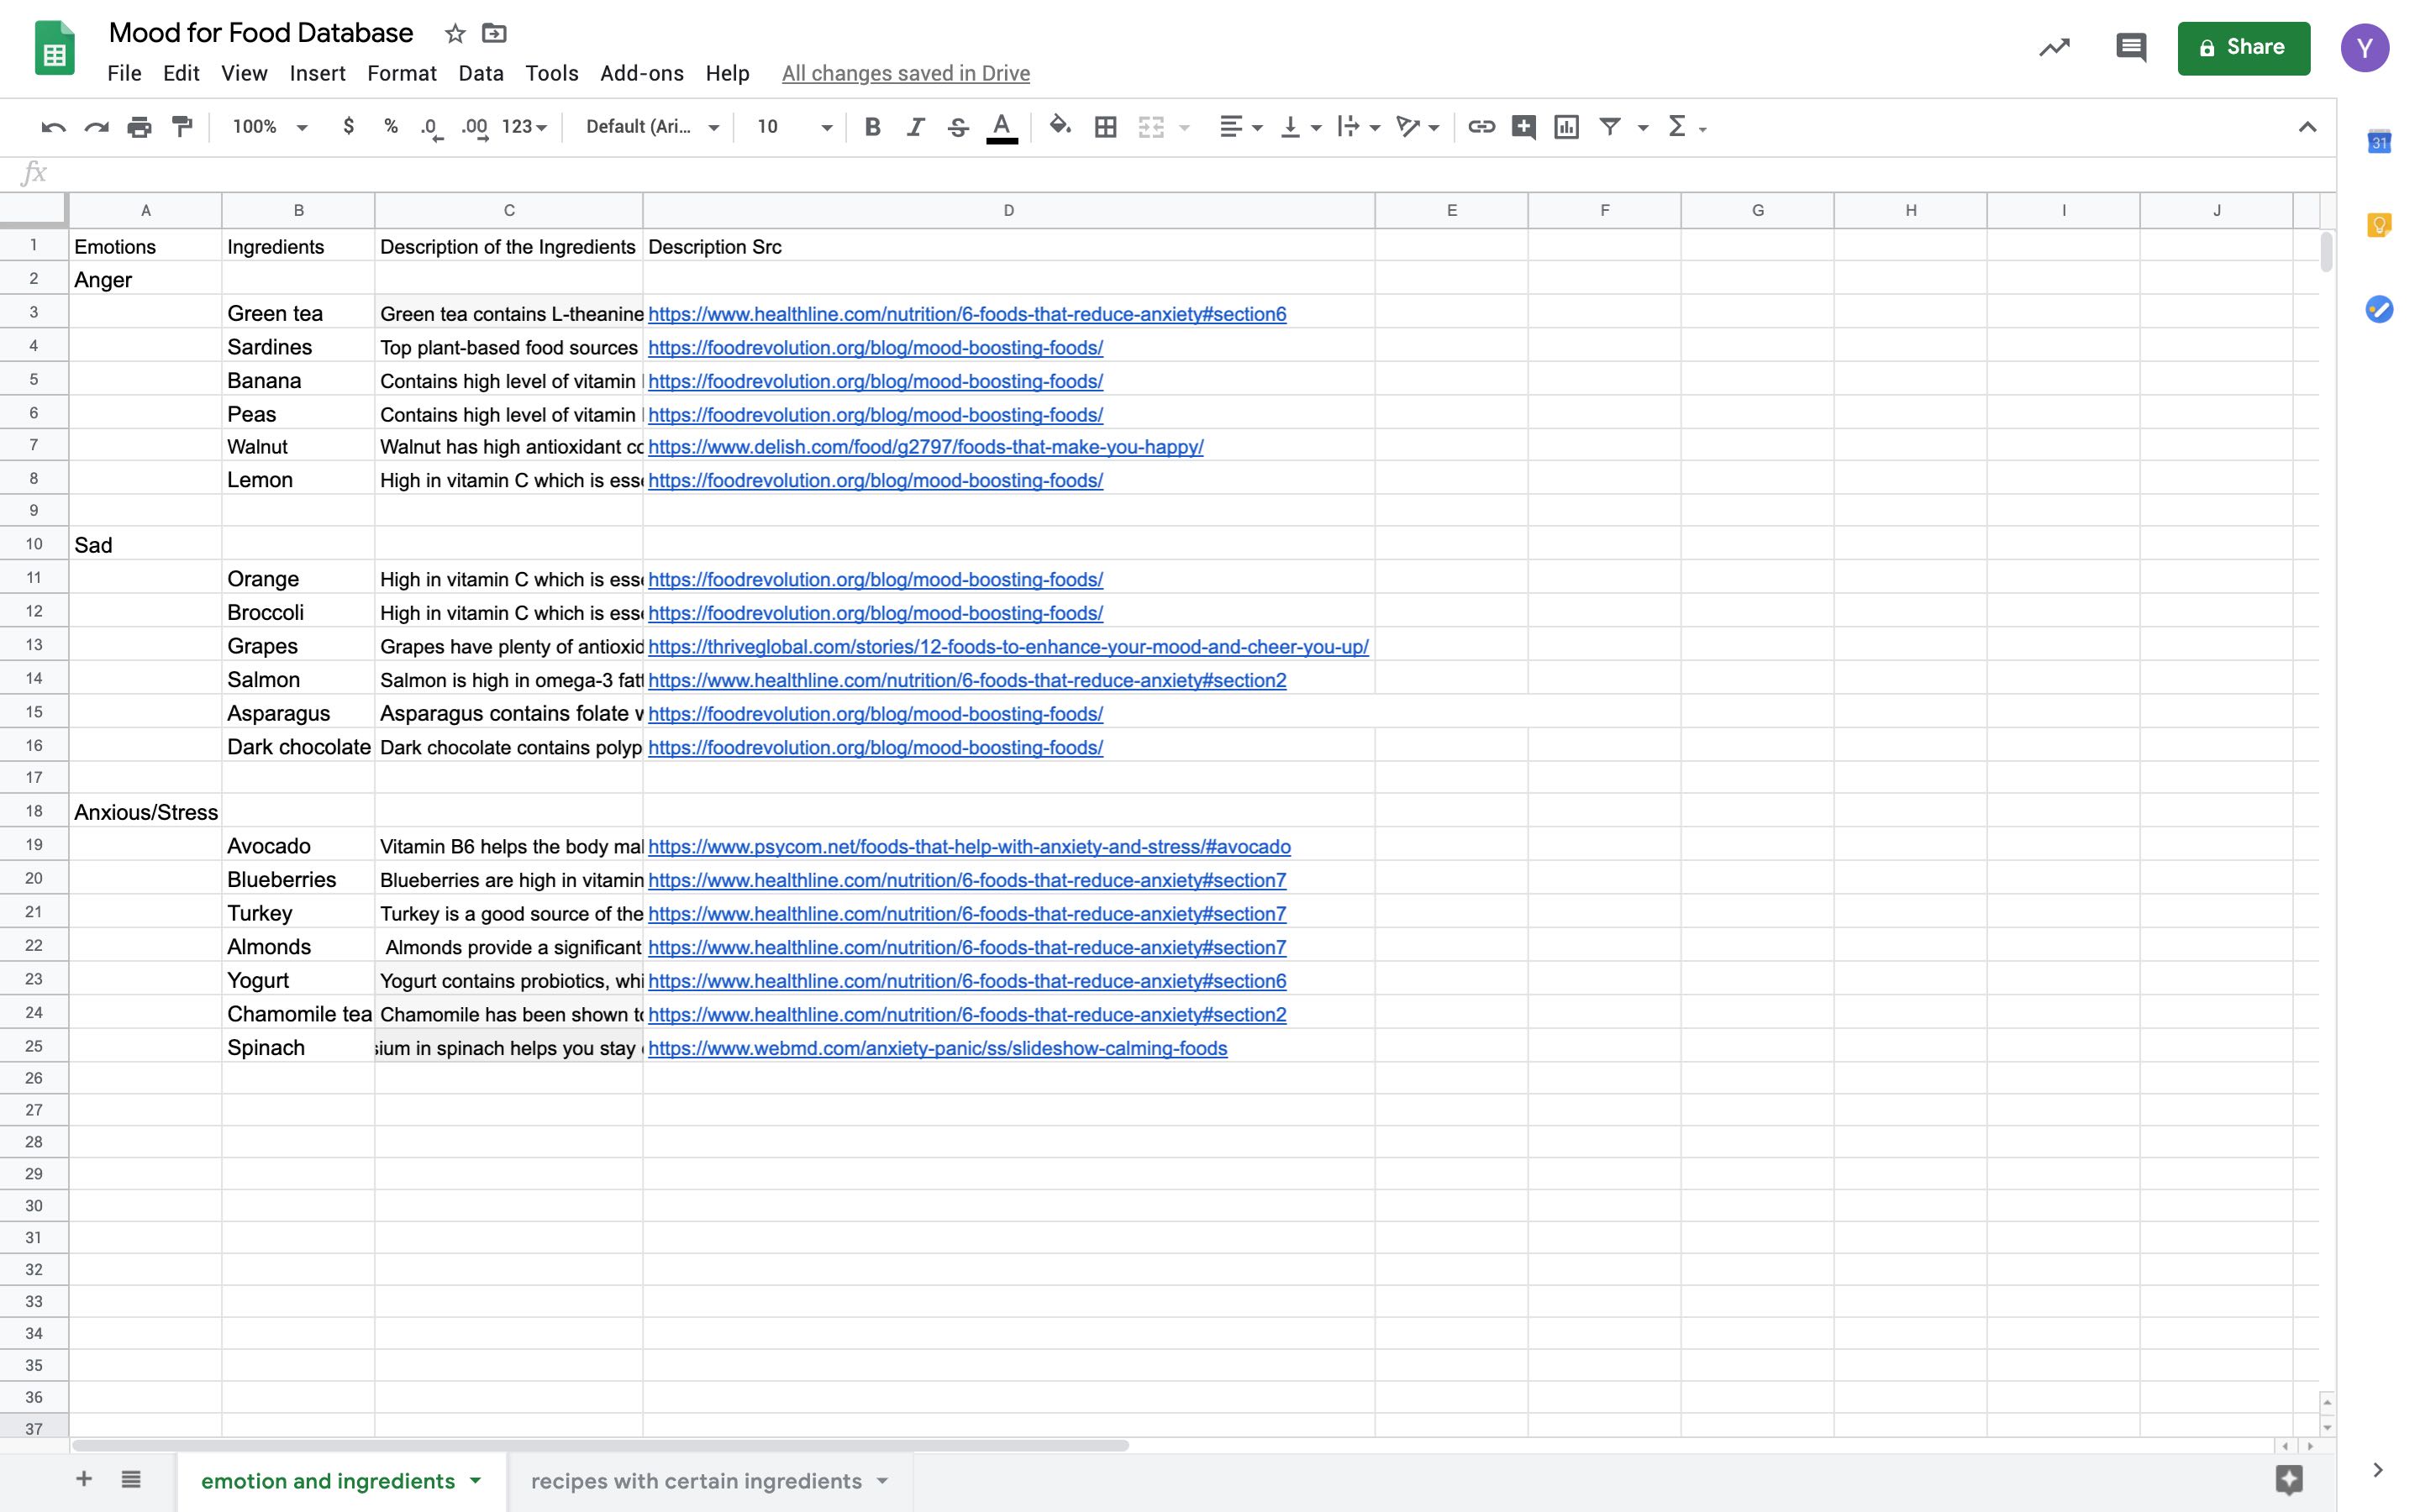 Mood for Food Database
File Edit View Insert Format Data Tools Add-ons Help All changes saved in Drive
Share
Y
100% $ % .0 .00 123 Default (Ari... 10 B I S A Σ
31
fx
A B C D E F G H I J
1 Emotions Ingredients Description of the Ingredients Description Src
2 Anger
3 Green tea Green tea contains L-theanine https://www.healthline.com/nutrition/6-foods-that-reduce-anxiety#section6
4 Sardines Top plant-based food sources https://foodrevolution.org/blog/mood-boosting-foods/
5 Banana Contains high level of vitamin https://foodrevolution.org/blog/mood-boosting-foods/
6 Peas Contains high level of vitamin https://foodrevolution.org/blog/mood-boosting-foods/
7 Walnut Walnut has high antioxidant co https://www.delish.com/food/g2797/foods-that-make-you-happy/
8 Lemon High in vitamin C which is esse https://foodrevolution.org/blog/mood-boosting-foods/
9
10 Sad
11 Orange High in vitamin C which is esse https://foodrevolution.org/blog/mood-boosting-foods/
12 Broccoli High in vitamin C which is esse https://foodrevolution.org/blog/mood-boosting-foods/
13 Grapes Grapes have plenty of antioxid https://thriveglobal.com/stories/12-foods-to-enhance-your-mood-and-cheer-you-up/
14 Salmon Salmon is high in omega-3 fatt https://www.healthline.com/nutrition/6-foods-that-reduce-anxiety#section2
15 Asparagus Asparagus contains folate w https://foodrevolution.org/blog/mood-boosting-foods/
16 Dark chocolate Dark chocolate contains polyp https://foodrevolution.org/blog/mood-boosting-foods/
17
18 Anxious/Stress
19 Avocado Vitamin B6 helps the body mak https://www.psycom.net/foods-that-help-with-anxiety-and-stress/#avocado
20 Blueberries Blueberries are high in vitamin https://www.healthline.com/nutrition/6-foods-that-reduce-anxiety#section7
21 Turkey Turkey is a good source of the https://www.healthline.com/nutrition/6-foods-that-reduce-anxiety#section7
22 Almonds Almonds provide a significant https://www.healthline.com/nutrition/6-foods-that-reduce-anxiety#section7
23 Yogurt Yogurt contains probiotics, whi https://www.healthline.com/nutrition/6-foods-that-reduce-anxiety#section6
24 Chamomile tea Chamomile has been shown to https://www.healthline.com/nutrition/6-foods-that-reduce-anxiety#section2
25 Spinach sium in spinach helps you stay https://www.webmd.com/anxiety-panic/ss/slideshow-calming-foods
26
27
28
29
30
31
32
33
34
35
36
37
emotion and ingredients recipes with certain ingredients